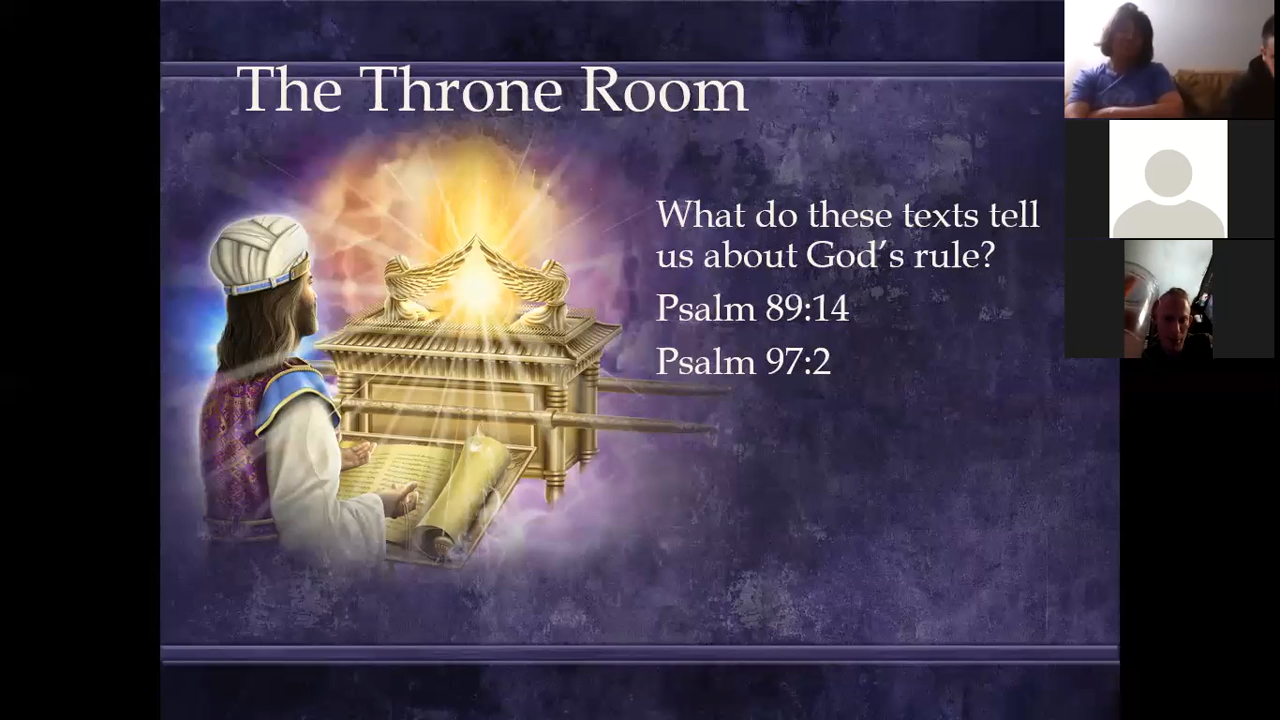 The Throne Room
What do these texts tell
us about God's rule?
Psalm 89:14
Psalm 97:2